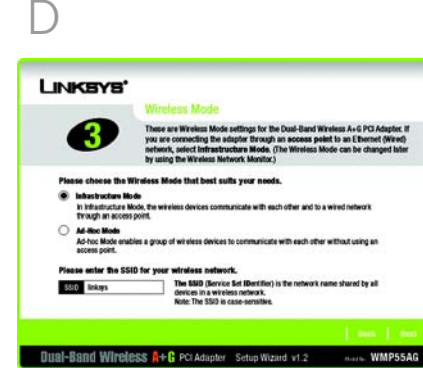 D
LINKSYS®
Wireless Mode
3
These are Wireless Mode settings for the Dual-Band Wireless A+G PCI Adapter. If
you are connecting the adapter through an access point to an Ethernet (Wired)
network, select Infrastructure Mode. (The Wireless Mode can be changed later
by using the Wireless Network Monitor.)
Please choose the Wireless Mode that best suits your needs.
Infrastructure Mode
In Infrastructure Mode, the wireless devices communicate with each other and to a wired network
through an access point.
Ad-Hoc Mode
Ad-hoc Mode enables a group of wireless devices to communicate with each other without using an
access point.
Please enter the SSID for your wireless network.
SSID linksys
The SSID (Service Set IDentifier) is the network name shared by all
devices in a wireless network.
Note: The SSID is case-sensitive.
Back Next
Dual-Band Wireless A+G PCI Adapter Setup Wizard v1.2 Model No. WMP55AG